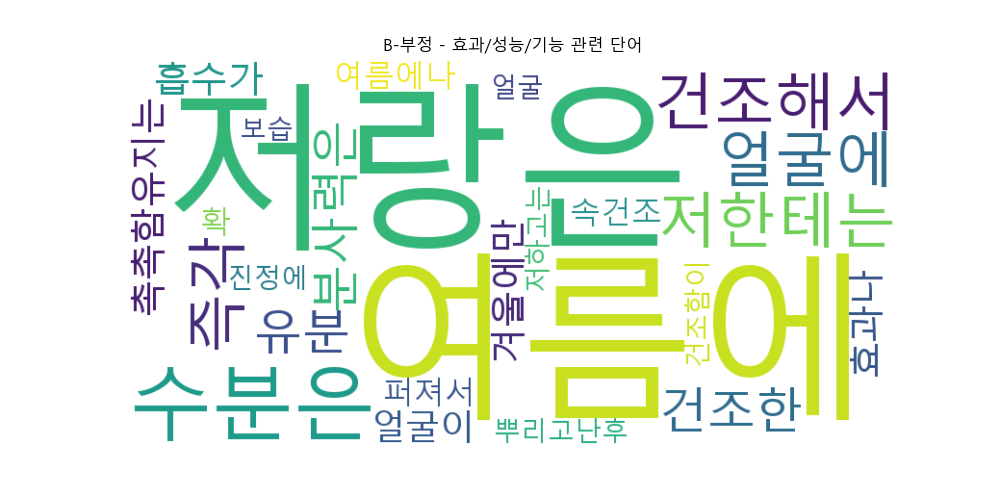 B-부정 - 효과/성능/기능 관련 단어
흡수가
여름에나
얼굴
건조해서
저랑은
보습
얼굴에
촉촉함유지는
분사력은
확
속건조
저한테는
저하고는
즉각
진정에
겨울에만
여름에
건조함이
효과나
유분
수분은
퍼져서
건조한
얼굴이
뿌리고난후